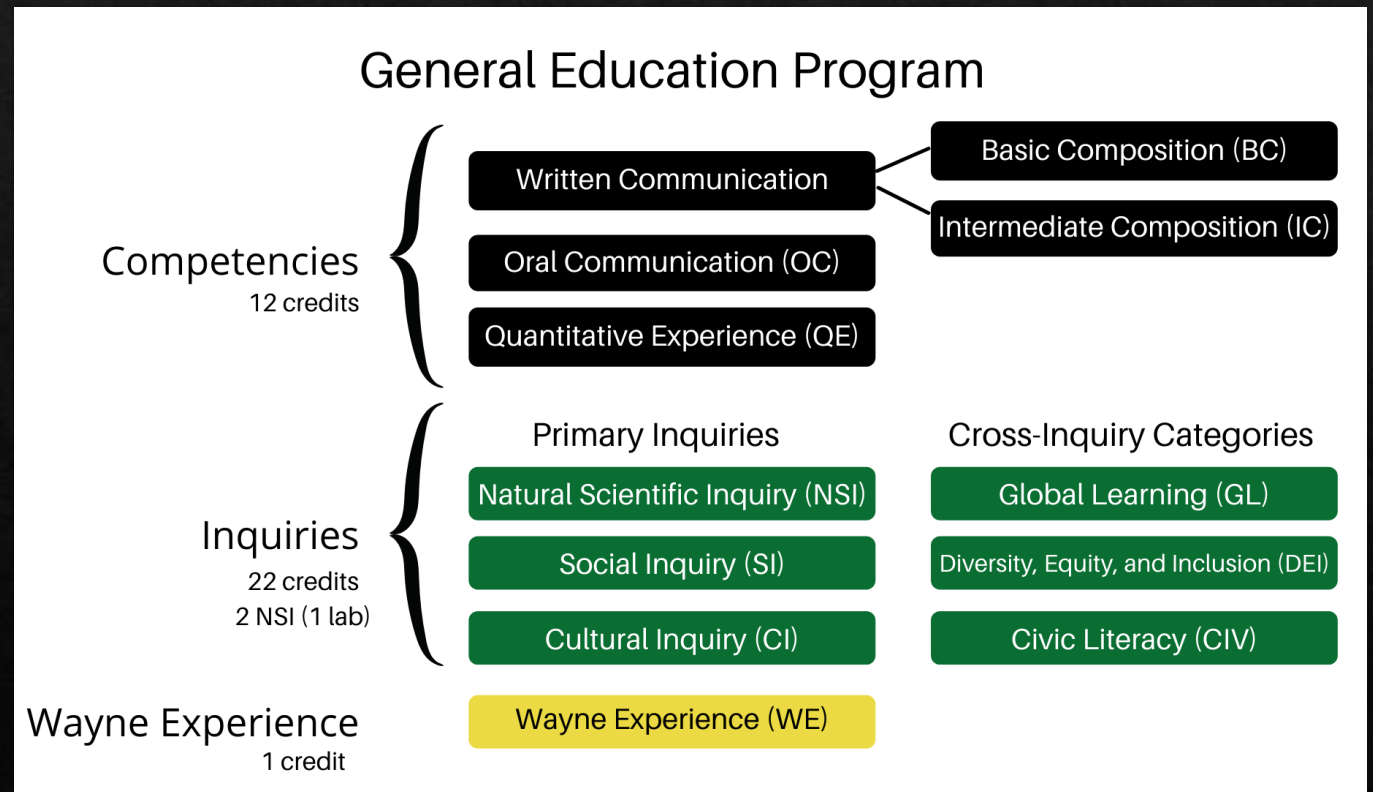 General Education Program
Competencies
12 credits
Written Communication
Basic Composition (BC)
Intermediate Composition (IC)
Oral Communication (OC)
Quantitative Experience (QE)
Inquiries
22 credits
2 NSI (1 lab)
Primary Inquiries
Natural Scientific Inquiry (NSI)
Social Inquiry (SI)
Cultural Inquiry (CI)
Cross-Inquiry Categories
Global Learning (GL)
Diversity, Equity, and Inclusion (DEI)
Civic Literacy (CIV)
Wayne Experience
1 credit
Wayne Experience (WE)